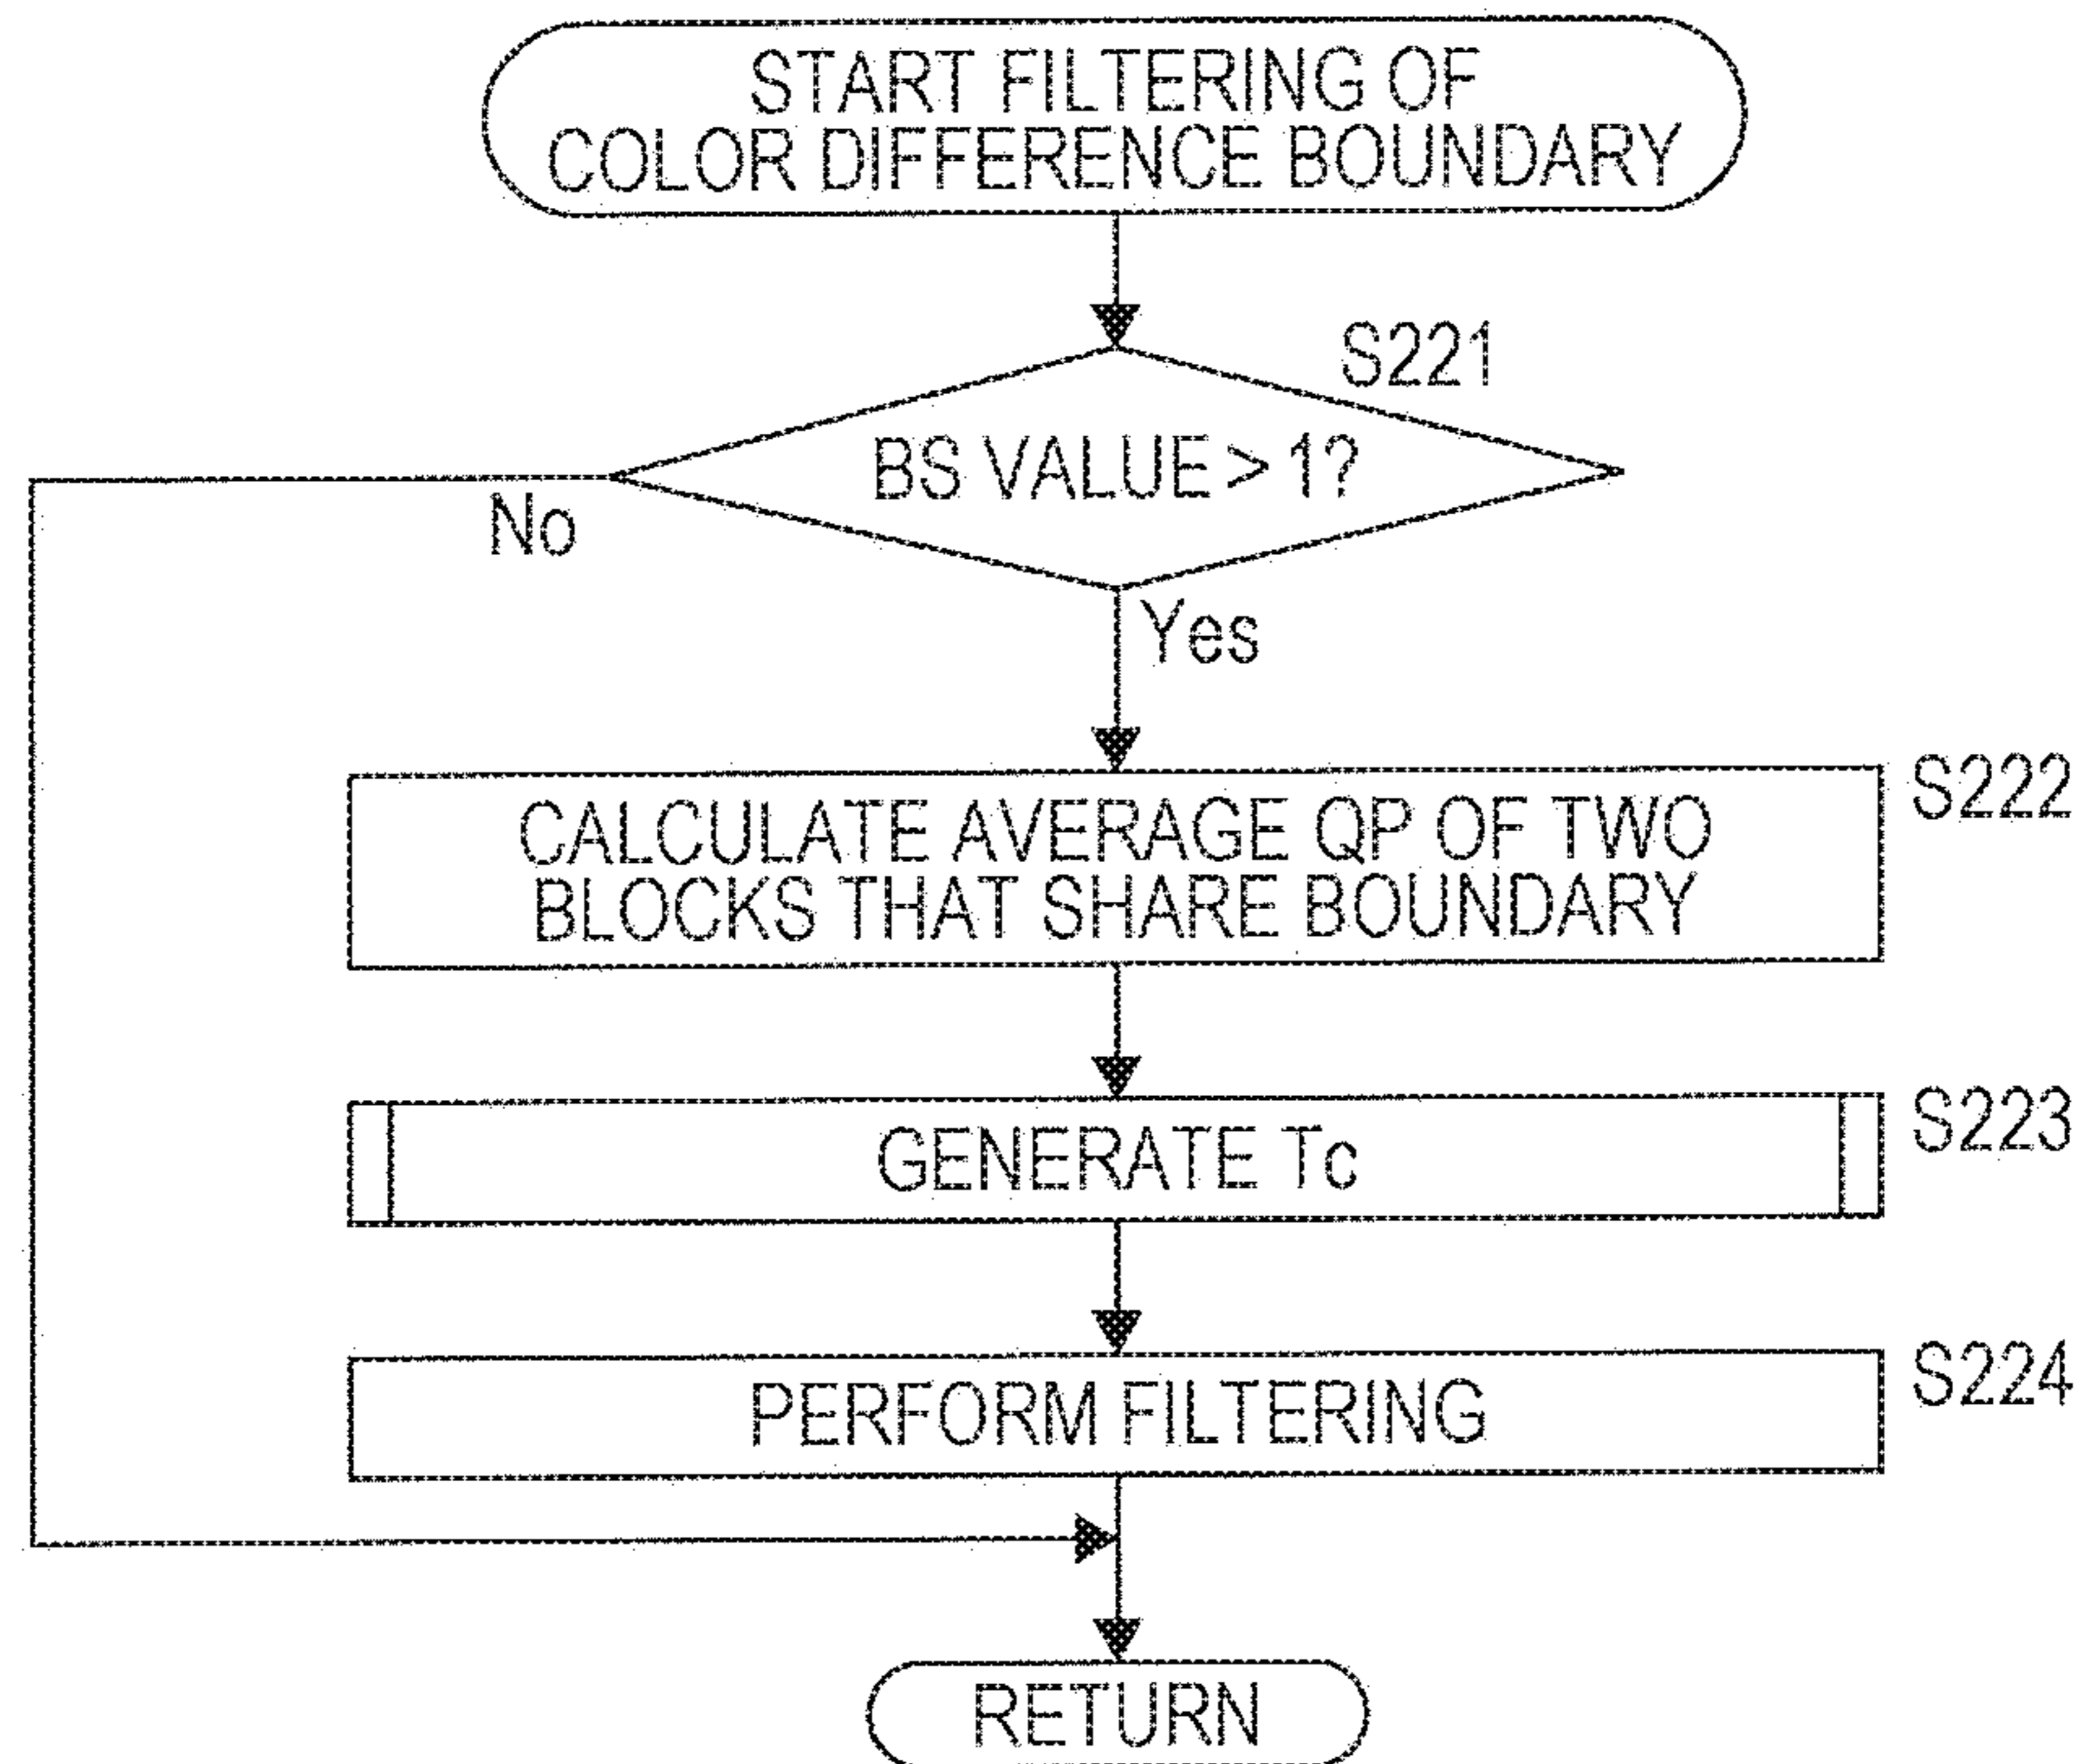 START FILTERING OF
COLOR DIFFERENCE BOUNDARY
S221
BS VALUE > 1?
No
Yes
S222
CALCULATE AVERAGE QP OF TWO
BLOCKS THAT SHARE BOUNDARY
S223
GENERATE Tc
S224
PERFORM FILTERING
RETURN